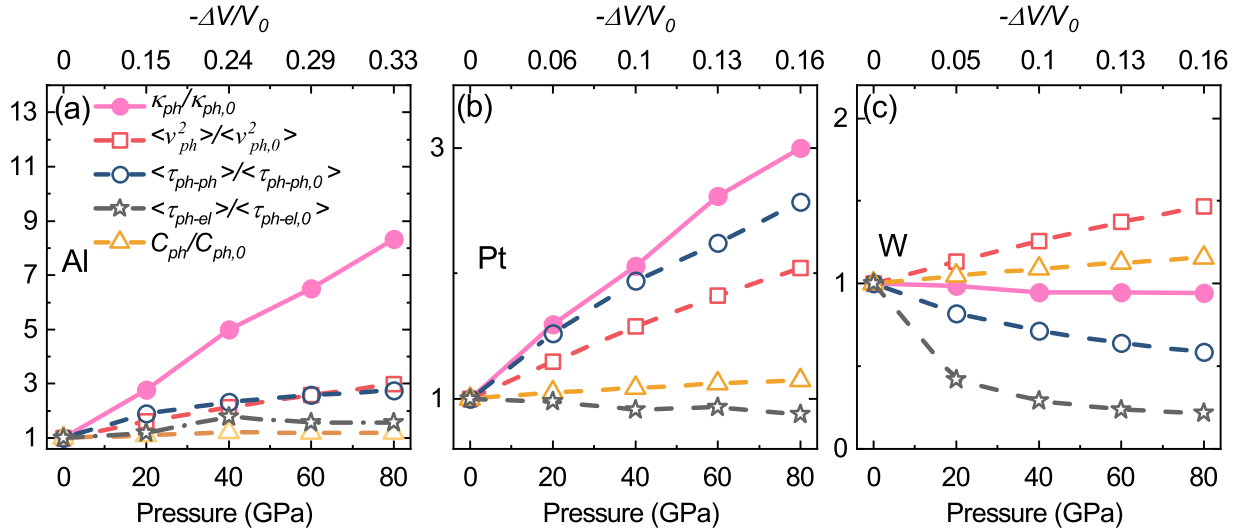 -ΔV/V0
-ΔV/V0
-ΔV/V0
0 0.15 0.24 0.29 0.33
0 0.06 0.1 0.13 0.16
0 0.05 0.1 0.13 0.16
(a)
κph/κph,0
<v²ph>/<v²ph,0>
<τph-ph>/<τph-ph,0>
<τph-el>/<τph-el,0>
Cph/Cph,0
Al
13
11
9
7
5
3
1
0 20 40 60 80
Pressure (GPa)
(b)
Pt
3
1
0 20 40 60 80
Pressure (GPa)
(c)
W
2
1
0
0 20 40 60 80
Pressure (GPa)